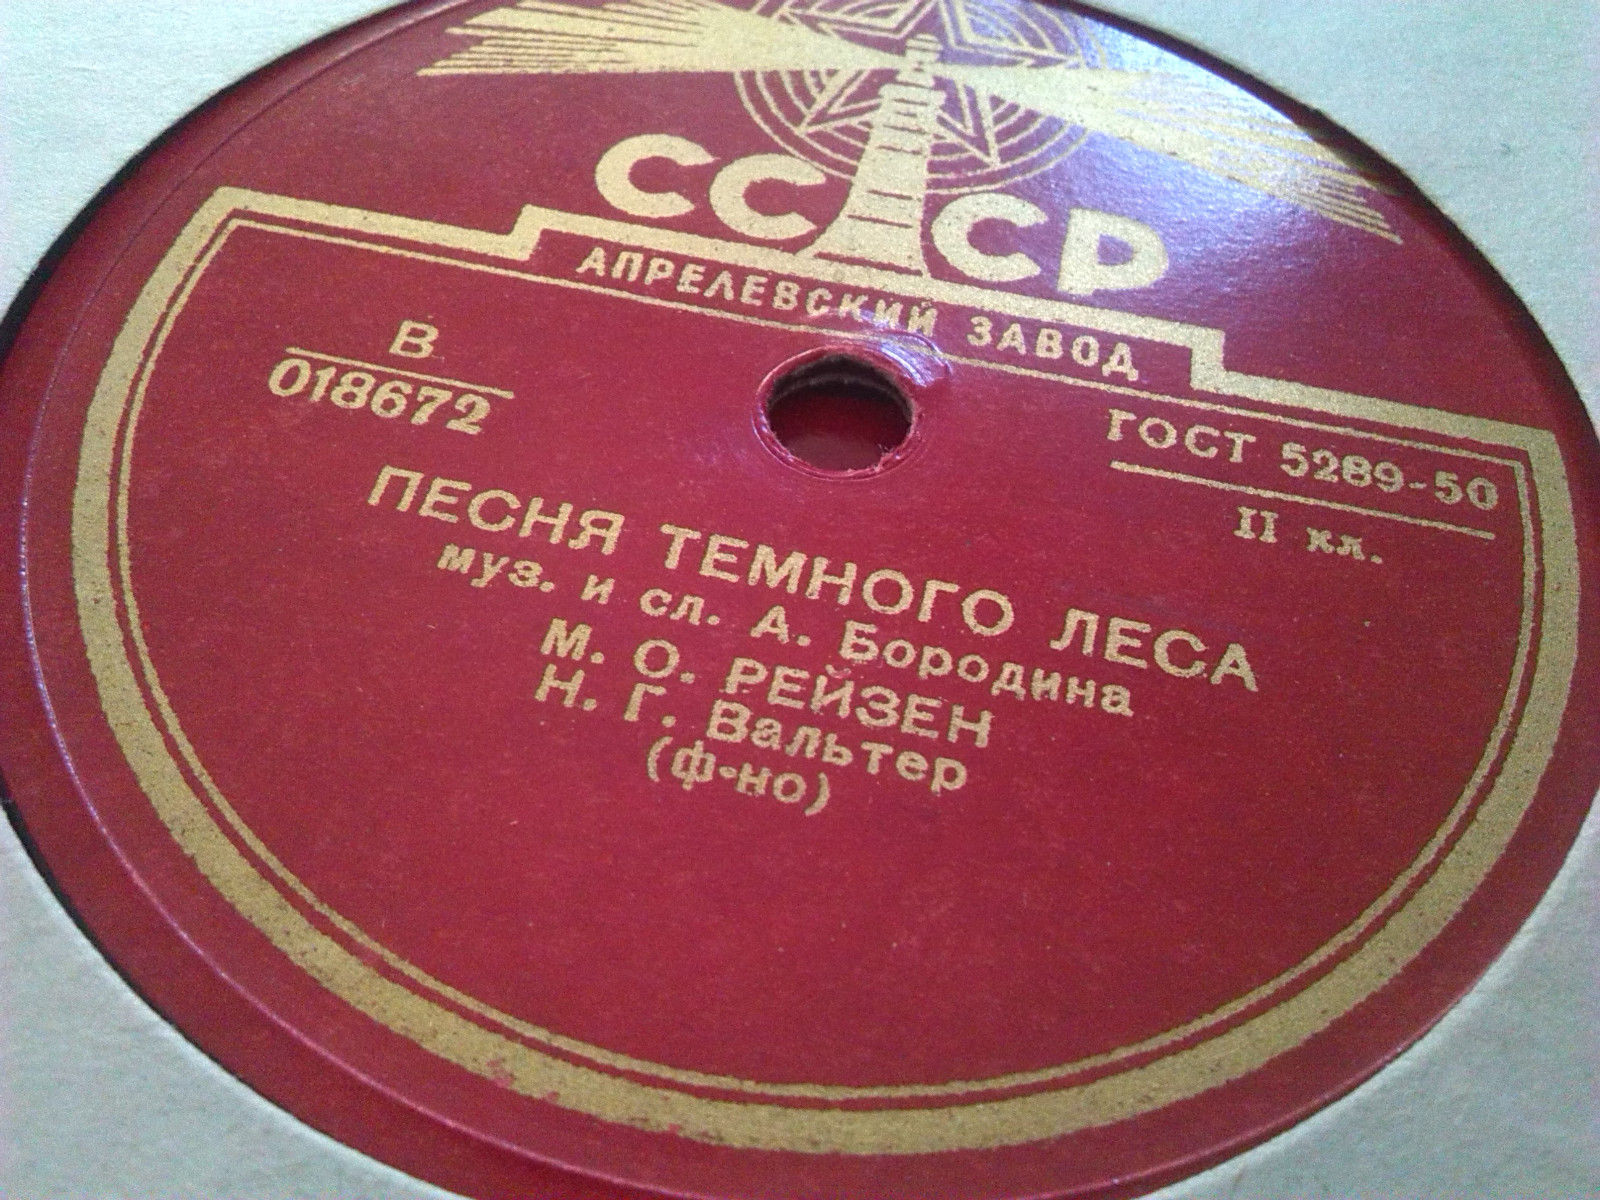 СССР
АПРЕЛЕВСКИЙ ЗАВОД
В
018672
ГОСТ 5289-50
II кл.
ПЕСНЯ ТЕМНОГО ЛЕСА
муз. и сл. А. Бородина
М. О. РЕЙЗЕН
Н. Г. Вальтер
(ф-но)